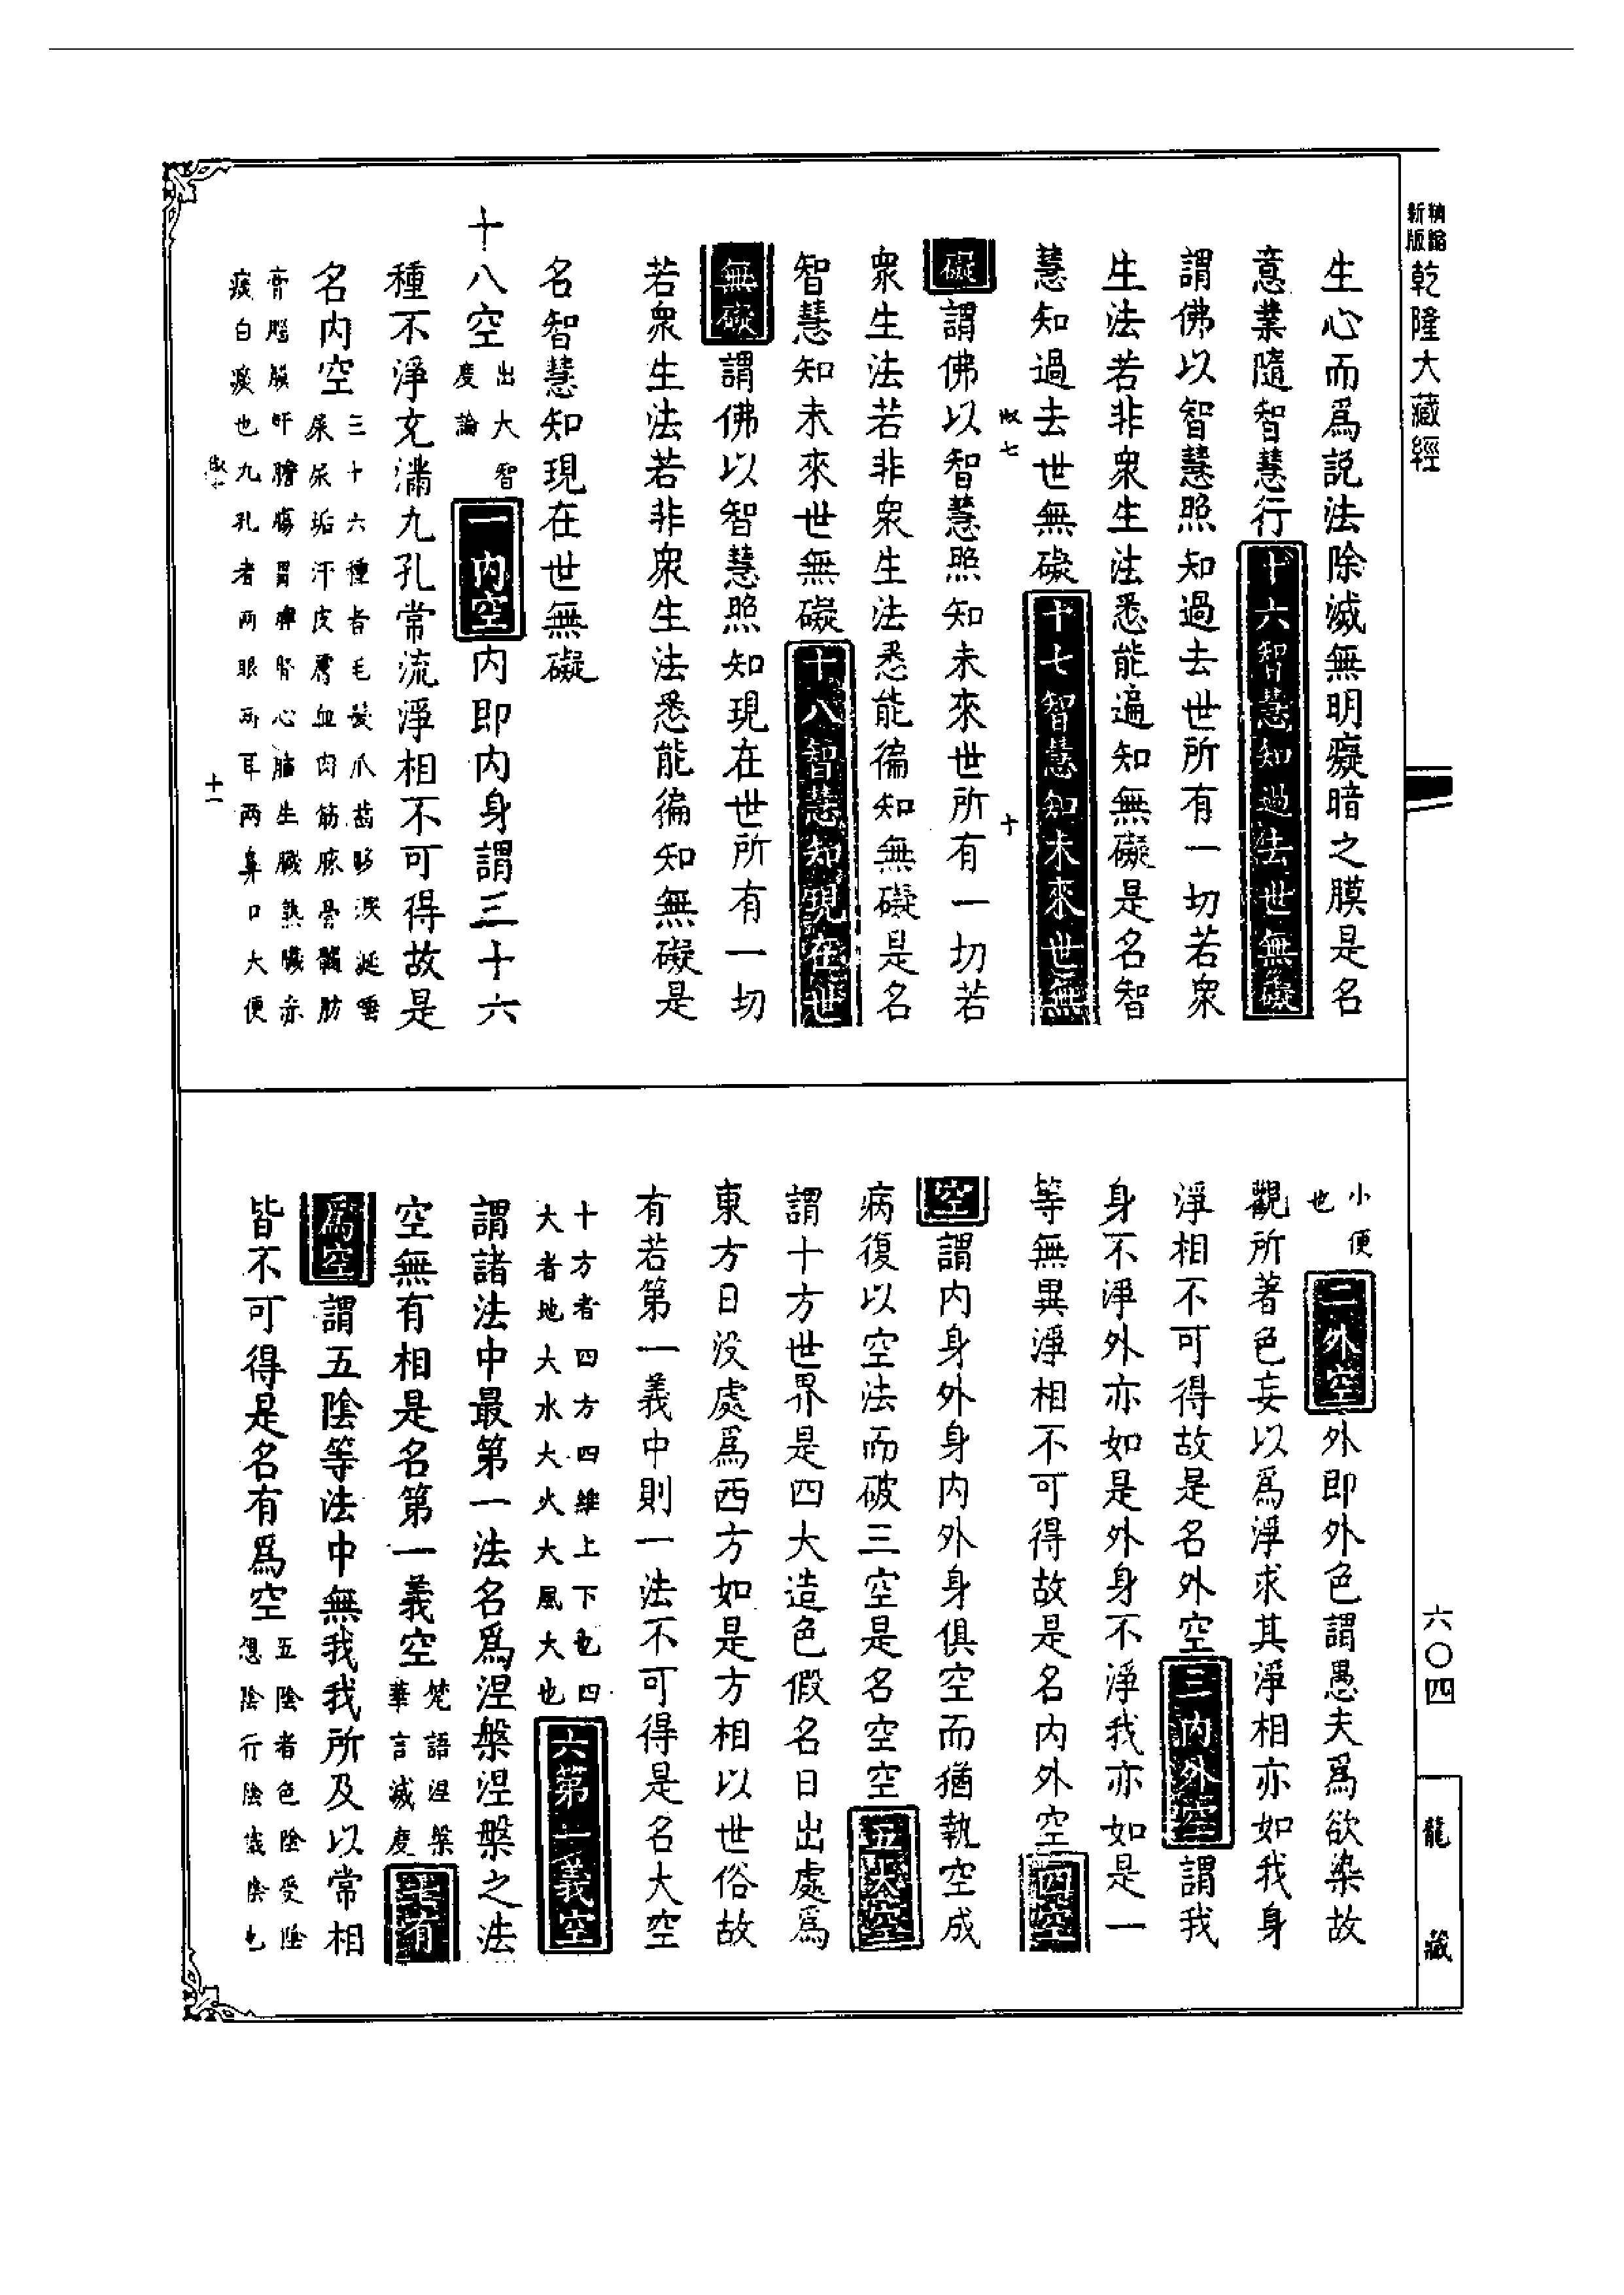 新版
精縮
乾隆大藏經
生心而爲説法除滅無明癡暗之膜是名
意業隨智慧行十六智慧知過去世無礙
謂佛以智慧照知過去世所有一切若衆
生法若非衆生法悉能遍知無礙是名智
慧知過去世無礙十七智慧知未來世無
十
礙謂佛以智慧照知未來世所有一切若
衆生法若非衆生法悉能徧知無礙是名
智慧知未來世無礙十八智慧知現在世
無礙謂佛以智慧照知現在世所有一切
若衆生法若非衆生法悉能徧知無礙是
名智慧知現在世無礙
十八空出大智度論一內空内即内身謂三十六
種不淨充滿九孔常流淨相不可得故是
名内空三十六種者毛髮爪齒眵淚涎唾
屎尿垢汗皮膚血肉筋脉骨髓肪
膏腦膜肝膽腸胃脾腎心肺生臟熟臟赤
痰白痰也九孔者两眼两耳两鼻口大便
十一
小便也二外空外即外色謂愚夫爲欲染故
觀所著色妄以爲淨求其淨相亦如我身
淨相不可得故是名外空三内外空謂我
身不淨外亦如是外身不淨我亦如是一
等無異淨相不可得故是名内外空四空
空謂内身外身内外身俱空而猶執空成
病復以空法而破三空是名空空五大空
謂十方世界是四大造色假名日出處爲
東方日没處爲西方如是方相以世俗故
有若第一義中則一法不可得是名大空
十方者四方四維上下也四
大者地大水大火大風大也六第一義空
謂諸法中最第一法名爲涅槃涅槃之法
空無有相是名第一義空梵語涅槃華言滅度七有
爲空謂五陰等法中無我我所及以常相
皆不可得是名有爲空五陰者色陰受陰
想陰行陰識陰也
六〇四
龍藏